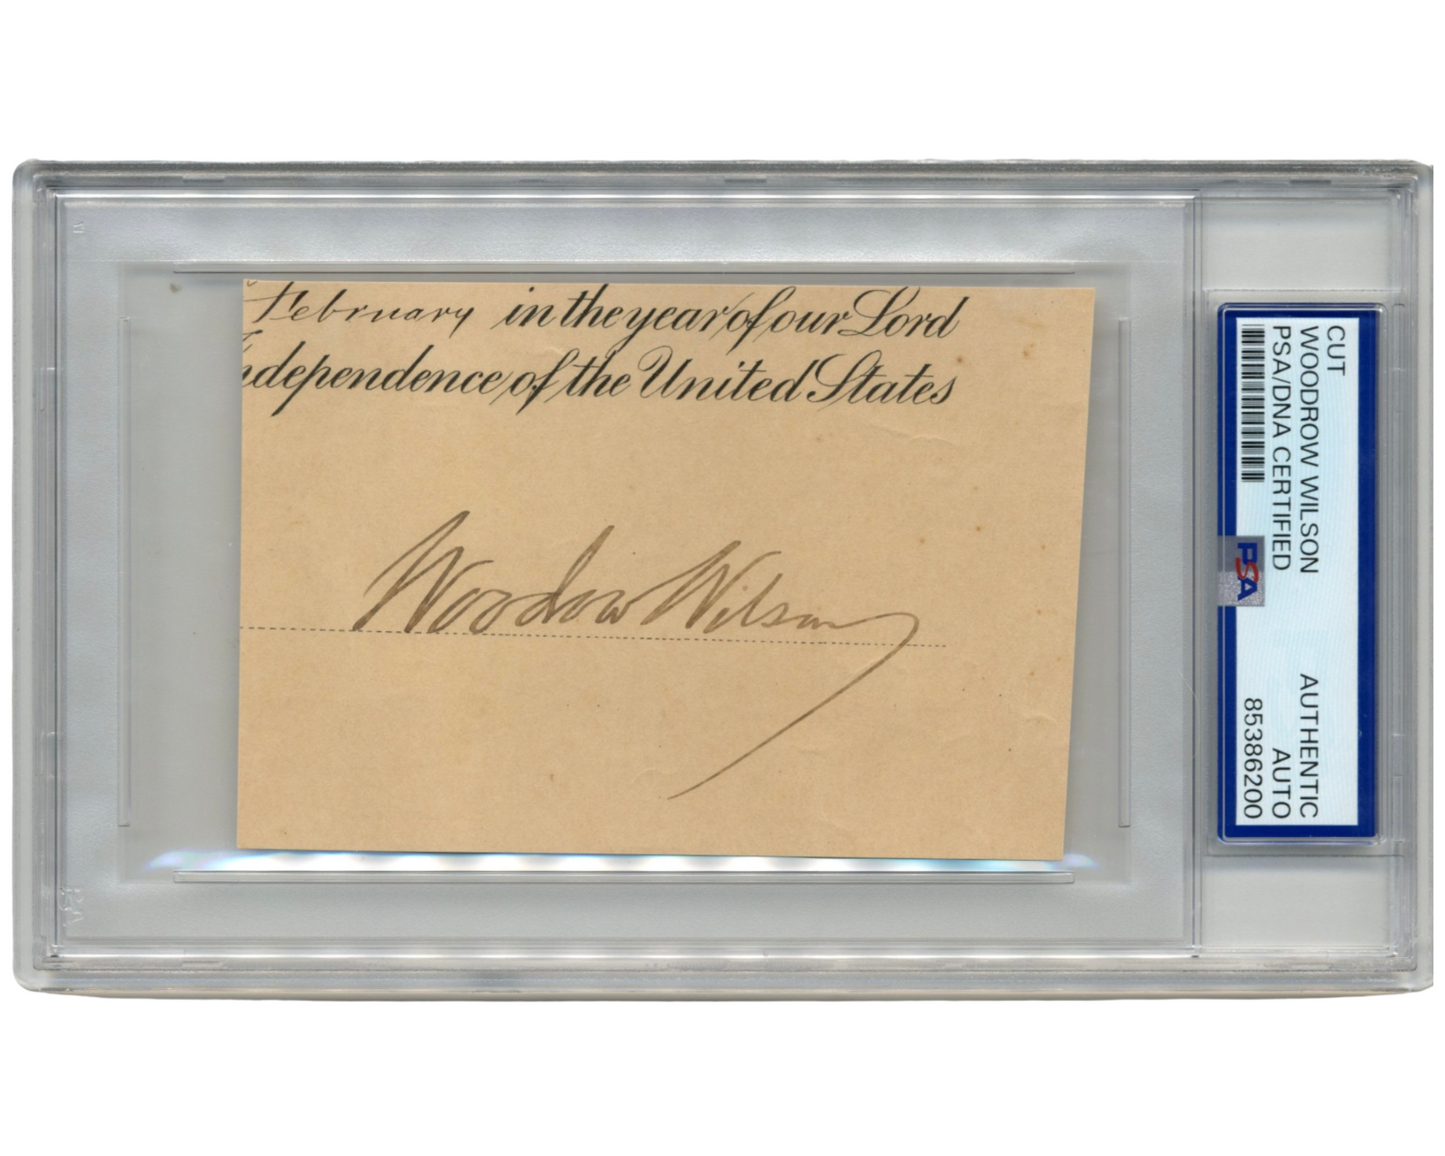 February in the year of our Lord
ndependence of the United States
Woodrow Wilson
CUT
WOODROW WILSON AUTHENTIC
PSA/DNA CERTIFIED AUTO
85386200
PSA